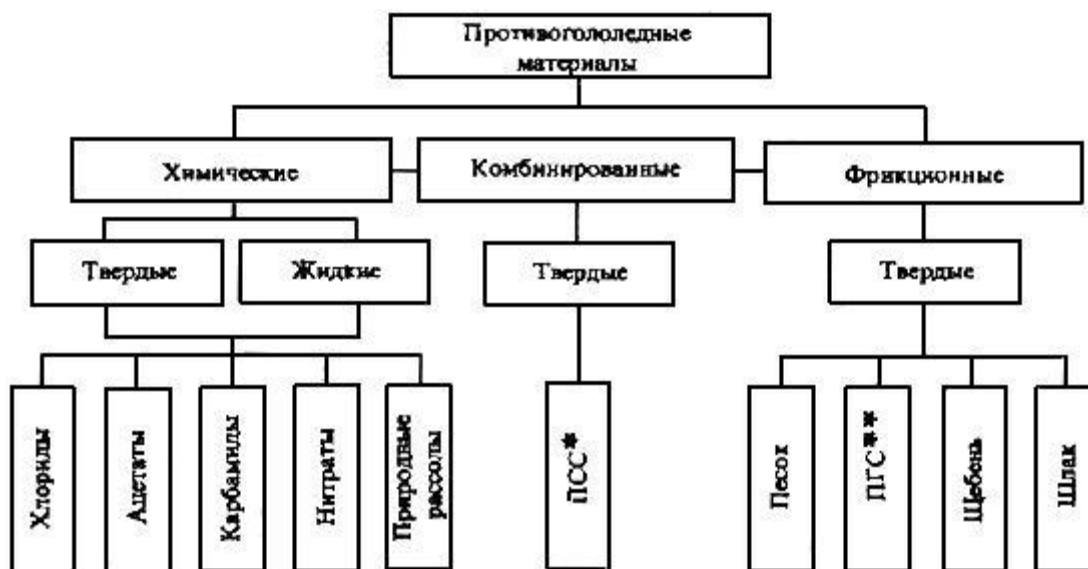 Противогололедные
материалы
Химические
Комбинированные
Фрикционные
Твердые
Жидкие
Твердые
Твердые
Хлориды
Ацетаты
Карбамиды
Нитраты
Природные
рассолы
ПСС*
Песок
ПГС**
Щебень
Шлак